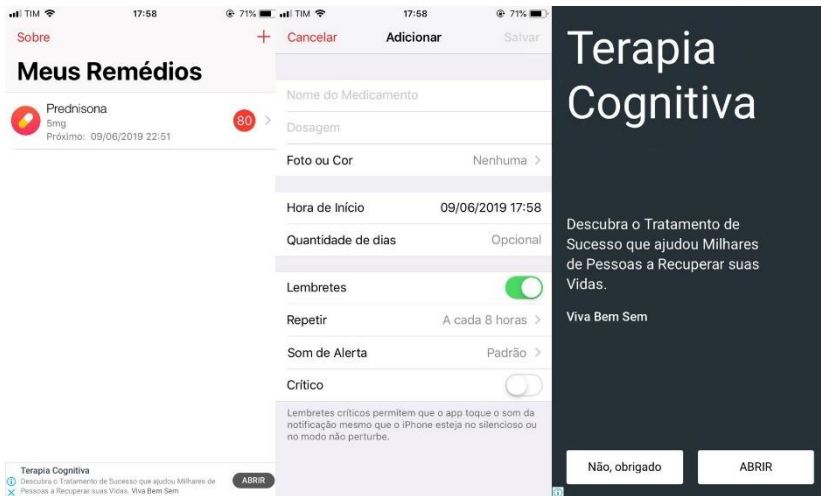 TIM 17:58 71%
Sobre +
Meus Remédios
Prednisona
5mg
Próximo: 09/06/2019 22:51
80
Terapia Cognitiva
Descubra o Tratamento de Sucesso que ajudou Milhares de
Pessoas a Recuperar suas Vidas. Viva Bem Sem
ABRIR
TIM 17:58 71%
Cancelar Adicionar Salvar
Nome do Medicamento
Dosagem
Foto ou Cor Nenhuma >
Hora de Início 09/06/2019 17:58
Quantidade de dias Opcional
Lembretes
Repetir A cada 8 horas >
Som de Alerta Padrão >
Crítico
Lembretes críticos permitem que o app toque o som da
notificação mesmo que o iPhone esteja no silencioso ou
no modo não perturbe.
Terapia
Cognitiva
Descubra o Tratamento de
Sucesso que ajudou Milhares
de Pessoas a Recuperar suas
Vidas.
Viva Bem Sem
Não, obrigado ABRIR